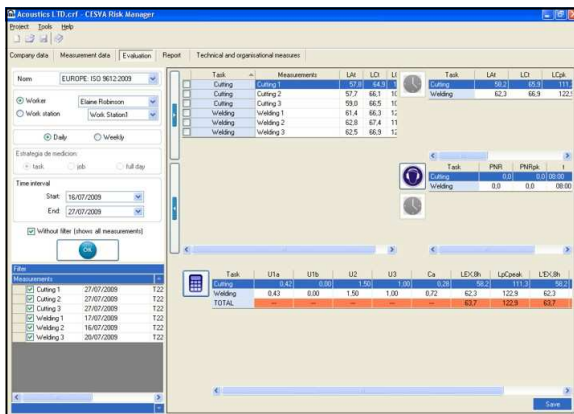 Acoustics LTD.crf - CESVA Risk Manager
Project Tools Help
Company data Measurement data Evaluation Report Technical and organisational measures
Norm EUROPE: ISO 9612:2009
Worker Elaine Robinson
Work station Work Station1
Daily Weekly
Estrategia de medicion:
task job full day
Time interval
Start: 16/07/2009
End: 27/07/2009
Without filter (shows all measurements)
OK
Filter
Measurements
Cutting 1 27/07/2009 T22
Cutting 2 27/07/2009 T22
Cutting 3 27/07/2009 T22
Welding 1 17/07/2009 T22
Welding 2 16/07/2009 T22
Welding 3 20/07/2009 T22
Task Measurements LAt LCt
Cutting Cutting 1 57,8 64,9
Cutting Cutting 2 57,7 66,1
Cutting Cutting 3 59,0 66,5
Welding Welding 1 61,4 66,3
Welding Welding 2 62,8 67,4
Welding Welding 3 62,5 66,9
Task LAt LCt LCpk
Cutting 58,2 65,9 111,
Welding 62,3 66,9 122,
Task PNR PNRpk t
Cutting 0,0 0,0 08:00
Welding 0,0 0,0 08:00
Task U1a U1b U2 U3 Ca LEX,8h LpCpeak L'EX,8h
Cutting 0,42 0,00 1,50 1,00 0,28 58,2 111,3 58,2
Welding 0,43 0,00 1,50 1,00 0,72 62,3 122,9 62,3
TOTAL -- -- -- -- -- 63,7 122,9 63,7
Save